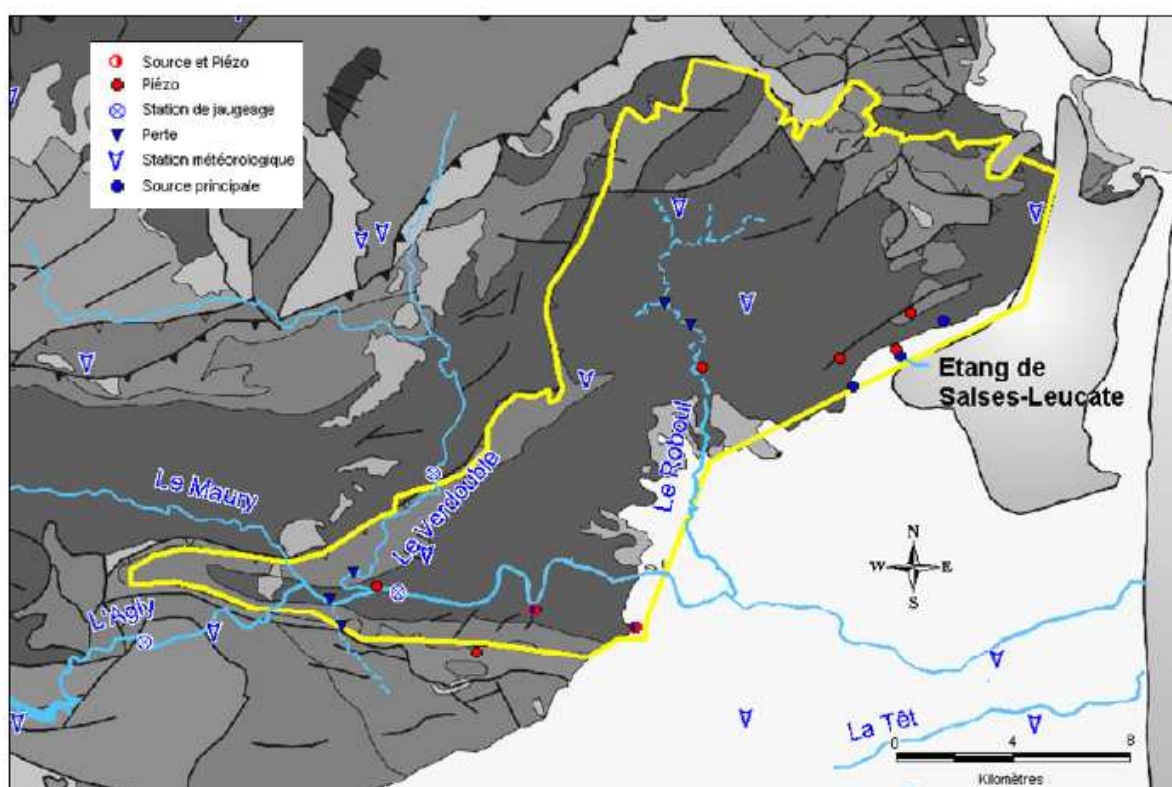 Source et Piézo
Piézo
Station de jaugeage
Perte
Station météorologique
Source principale
Etang de
Salses-Leucate
Le Roboul
Le Maury
Le Verdouble
L'Agly
N
W E
S
La Têt
0 4 8
Kilomètres